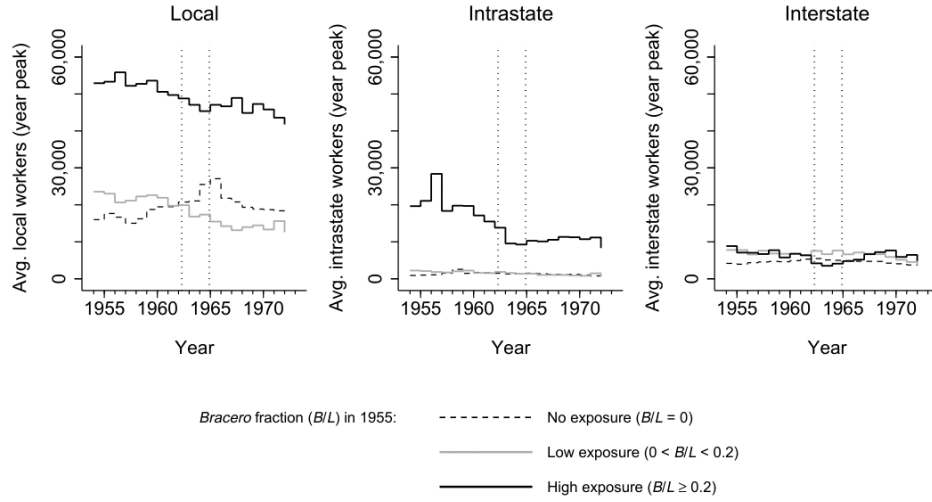 Local
Intrastate
Interstate
Avg. local workers (year peak)
0
30,000
60,000
1955
1960
1965
1970
Year
Avg. intrastate workers (year peak)
0
30,000
60,000
1955
1960
1965
1970
Year
Avg. interstate workers (year peak)
0
30,000
60,000
1955
1960
1965
1970
Year
Bracero fraction (B/L) in 1955:
No exposure (B/L = 0)
Low exposure (0 < B/L < 0.2)
High exposure (B/L ≥ 0.2)